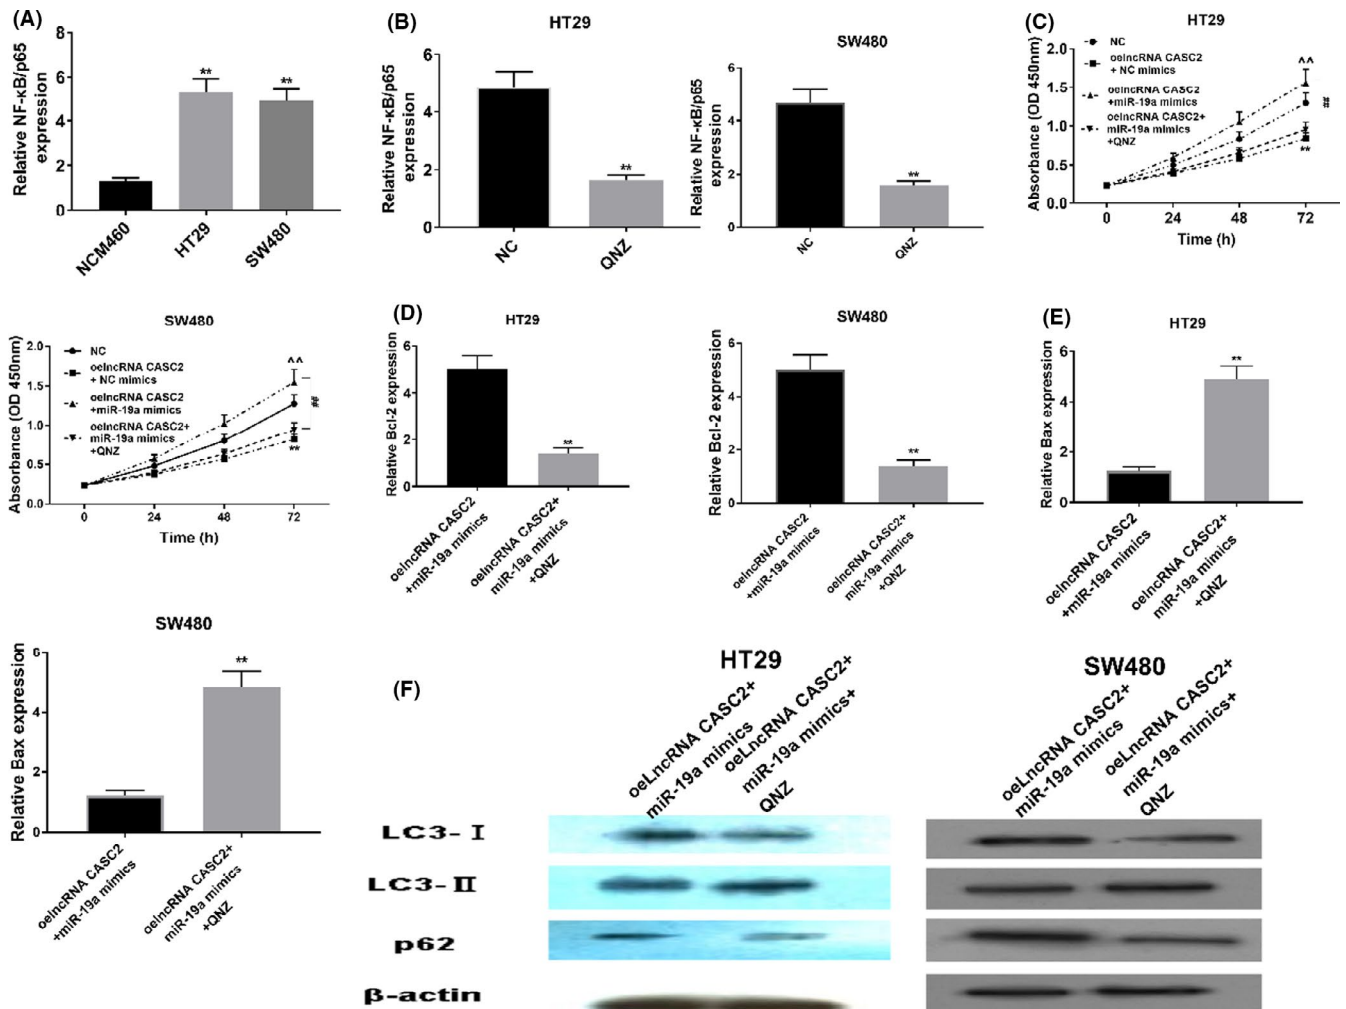 (A)
Relative NF-κB/p65
expression
8
6
4
2
0
**
**
NCM460
HT29
SW480
(B)
HT29
Relative NF-κB/p65
expression
6
4
2
0
**
NC
QNZ
SW480
Relative NF-κB/p65
expression
6
4
2
0
**
NC
QNZ
(C)
HT29
Absorbance (OD 450nm)
2.0
1.5
1.0
0.5
0.0
NC
oelncRNA CASC2
+ NC mimics
oelncRNA CASC2
+miR-19a mimics
oelncRNA CASC2+
miR-19a mimics
+QNZ
^^
##
**
0
24
48
72
Time (h)
SW480
Absorbance (OD 450nm)
2.0
1.5
1.0
0.5
0.0
NC
oelncRNA CASC2
+ NC mimics
oelncRNA CASC2
+miR-19a mimics
oelncRNA CASC2+
miR-19a mimics
+QNZ
^^
##
**
0
24
48
72
Time (h)
(D)
HT29
Relative Bcl-2 expression
6
4
2
0
**
oelncRNA CASC2
+miR-19a mimics
oelncRNA CASC2+
miR-19a mimics
+QNZ
SW480
Relative Bcl-2 expression
6
4
2
0
**
oelncRNA CASC2
+miR-19a mimics
oelncRNA CASC2+
miR-19a mimics
+QNZ
(E)
HT29
Relative Bax expression
6
4
2
0
**
oelncRNA CASC2
+miR-19a mimics
oelncRNA CASC2+
miR-19a mimics
+QNZ
SW480
Relative Bax expression
6
4
2
0
**
oelncRNA CASC2
+miR-19a mimics
oelncRNA CASC2+
miR-19a mimics
+QNZ
(F)
HT29
oeLncRNA CASC2+
miR-19a mimics
oeLncRNA CASC2+
miR-19a mimics+
QNZ
SW480
oeLncRNA CASC2+
miR-19a mimics
oeLncRNA CASC2+
miR-19a mimics+
QNZ
LC3-Ⅰ
LC3-Ⅱ
p62
β-actin